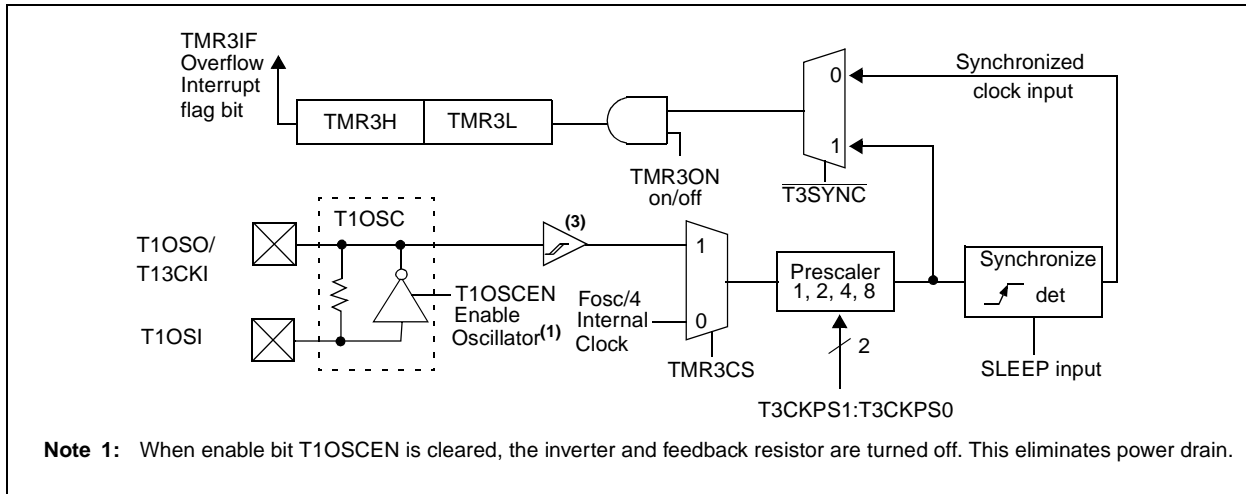 TMR3IF
Overflow
Interrupt
flag bit
TMR3H
TMR3L
TMR3ON
on/off
0
1
T3SYNC
Synchronized
clock input
T1OSO/
T13CKI
T1OSI
T1OSC
T1OSCEN
Enable
Oscillator(1)
(3)
Fosc/4
Internal
Clock
1
0
TMR3CS
Prescaler
1, 2, 4, 8
2
T3CKPS1:T3CKPS0
Synchronize
det
SLEEP input
Note 1: When enable bit T1OSCEN is cleared, the inverter and feedback resistor are turned off. This eliminates power drain.